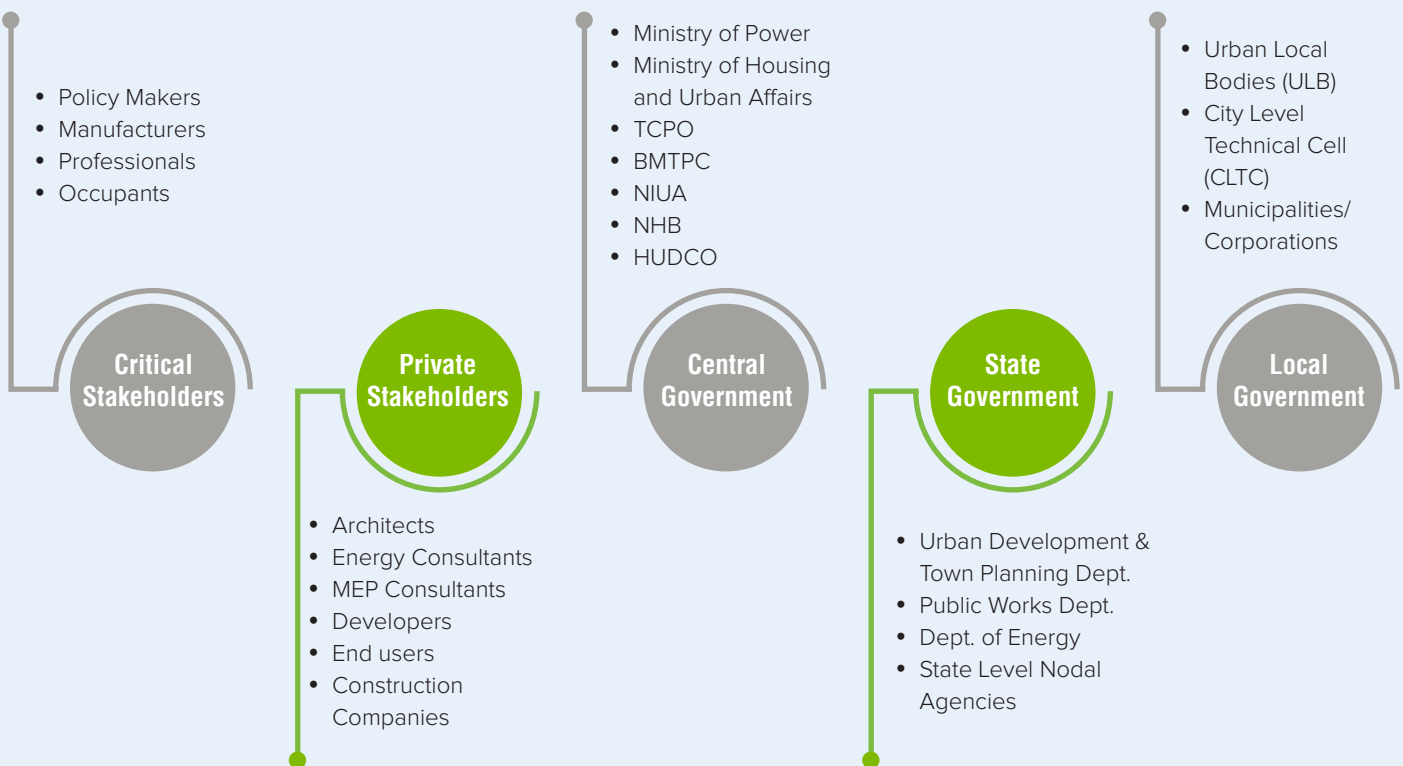 • Policy Makers
• Manufacturers
• Professionals
• Occupants
Critical
Stakeholders
Private
Stakeholders
• Architects
• Energy Consultants
• MEP Consultants
• Developers
• End users
• Construction
Companies
• Ministry of Power
• Ministry of Housing
and Urban Affairs
• TCPO
• BMTPC
• NIUA
• NHB
• HUDCO
Central
Government
State
Government
• Urban Development &
Town Planning Dept.
• Public Works Dept.
• Dept. of Energy
• State Level Nodal
Agencies
• Urban Local
Bodies (ULB)
• City Level
Technical Cell
(CLTC)
• Municipalities/
Corporations
Local
Government